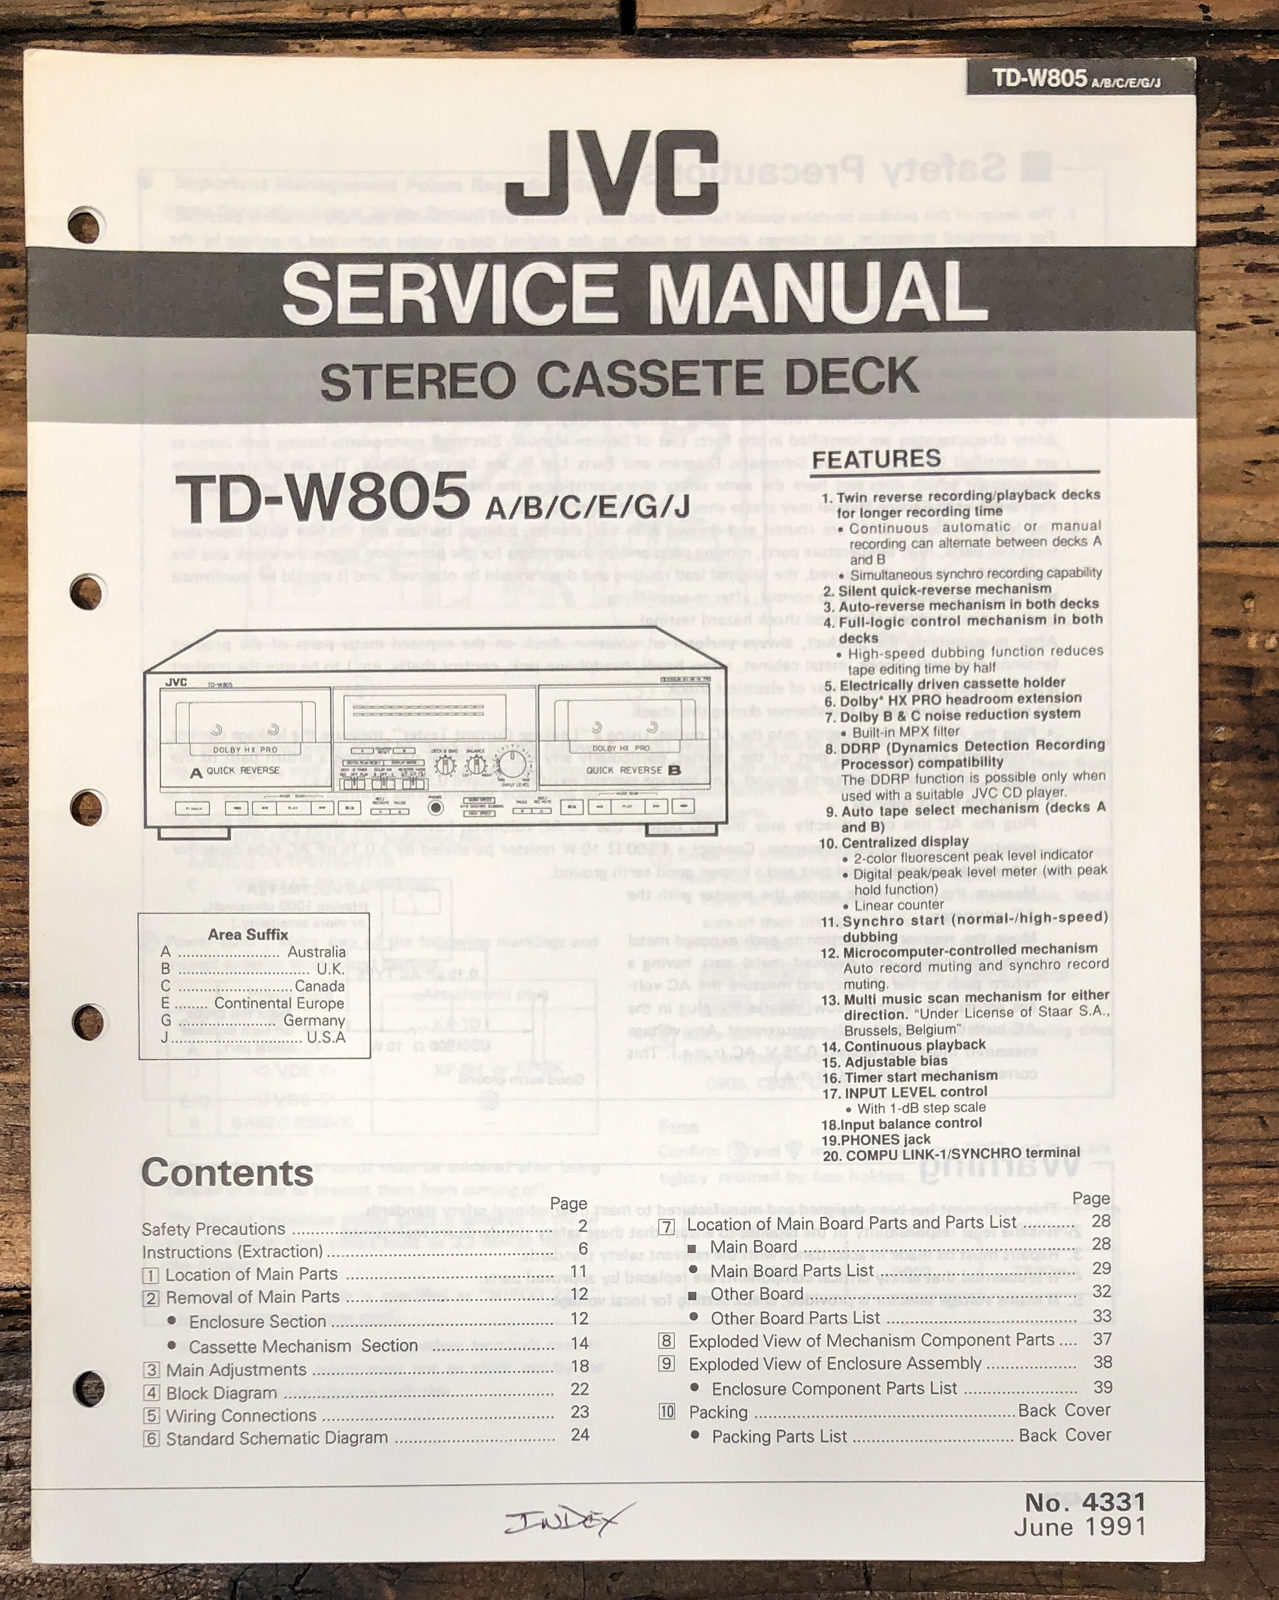 TD-W805 A/B/C/E/G/J
JVC
SERVICE MANUAL
STEREO CASSETE DECK
TD-W805 A/B/C/E/G/J
JVC
TD-W805
DOLBY HX PRO
A QUICK REVERSE
DOLBY HX PRO
QUICK REVERSE B
BALANCE
INPUT LEVEL
PHONES
PLAY
PLAY
Area Suffix
A ............................ Australia
B .................................... U.K.
C ............................. Canada
E ........ Continental Europe
G ........................ Germany
J ................................. U.S.A
FEATURES
1. Twin reverse recording/playback decks
for longer recording time
• Continuous automatic or manual
recording can alternate between decks A
and B
• Simultaneous synchro recording capability
2. Silent quick-reverse mechanism
3. Auto-reverse mechanism in both decks
4. Full-logic control mechanism in both
decks
• High-speed dubbing function reduces
tape editing time by half
5. Electrically driven cassette holder
6. Dolby* HX PRO headroom extension
7. Dolby B & C noise reduction system
• Built-in MPX filter
8. DDRP (Dynamics Detection Recording
Processor) compatibility
The DDRP function is possible only when
used with a suitable JVC CD player.
9. Auto tape select mechanism (decks A
and B)
10. Centralized display
• 2-color fluorescent peak level indicator
• Digital peak/peak level meter (with peak
hold function)
• Linear counter
11. Synchro start (normal-/high-speed)
dubbing
12. Microcomputer-controlled mechanism
Auto record muting and synchro record
muting.
13. Multi music scan mechanism for either
direction. "Under License of Staar S.A.,
Brussels, Belgium"
14. Continuous playback
15. Adjustable bias
16. Timer start mechanism
17. INPUT LEVEL control
• With 1-dB step scale
18.Input balance control
19.PHONES jack
20. COMPU LINK-1/SYNCHRO terminal
Contents
Page
Safety Precautions ........................................................ 2
Instructions (Extraction) ................................................ 6
1 Location of Main Parts ............................................ 11
2 Removal of Main Parts ............................................ 12
• Enclosure Section ................................................ 12
• Cassette Mechanism Section .......................... 14
3 Main Adjustments .................................................... 18
4 Block Diagram .......................................................... 22
5 Wiring Connections .................................................. 23
6 Standard Schematic Diagram .................................. 24
Page
7 Location of Main Board Parts and Parts List ........... 28
■ Main Board ........................................................... 28
• Main Board Parts List ........................................... 29
■ Other Board .......................................................... 32
• Other Board Parts List .......................................... 33
8 Exploded View of Mechanism Component Parts .... 37
9 Exploded View of Enclosure Assembly ................... 38
• Enclosure Component Parts List ........................ 39
10 Packing ....................................................... Back Cover
• Packing Parts List .................................. Back Cover
INDEX
No. 4331
June 1991